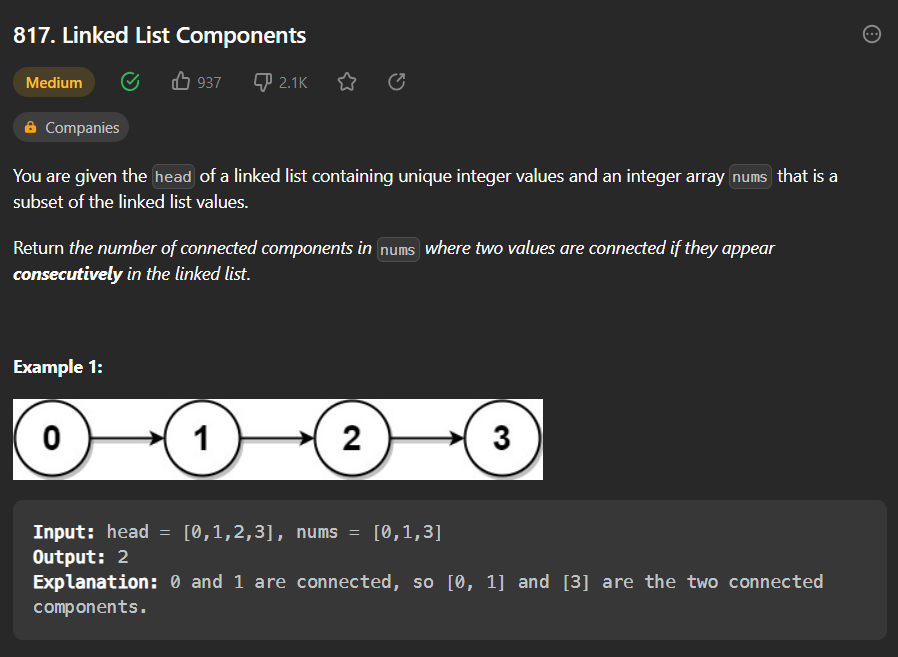 817. Linked List Components
Medium 937 2.1K
Companies
You are given the head of a linked list containing unique integer values and an integer array nums that is a
subset of the linked list values.
Return the number of connected components in nums where two values are connected if they appear
consecutively in the linked list.
Example 1:
0 1 2 3
Input: head = [0,1,2,3], nums = [0,1,3]
Output: 2
Explanation: 0 and 1 are connected, so [0, 1] and [3] are the two connected
components.